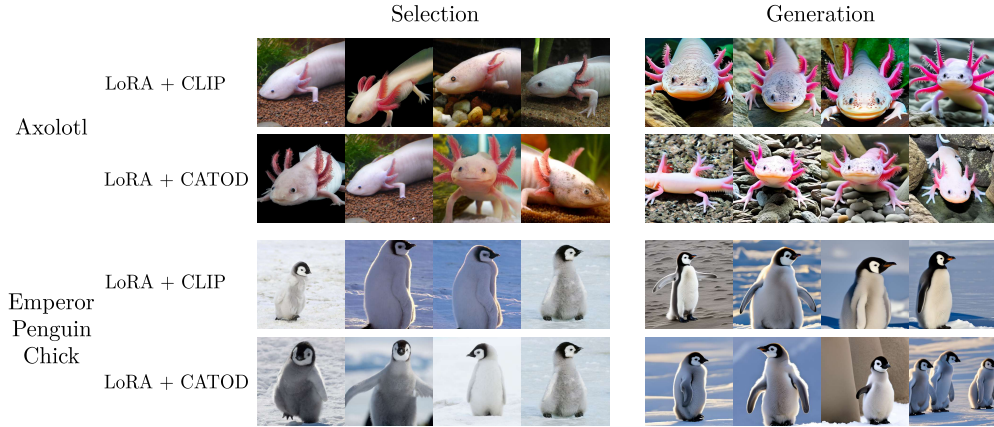 Selection
Generation
Axolotl
LoRA + CLIP
LoRA + CATOD
Emperor
Penguin
Chick
LoRA + CLIP
LoRA + CATOD